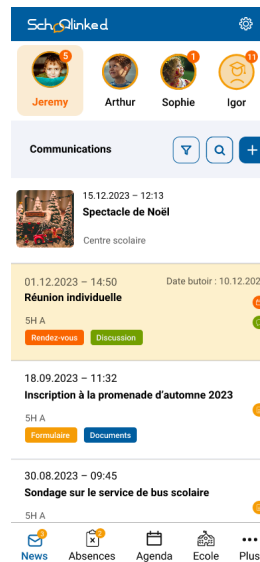 Schoolinked
5 1 11
Jeremy Arthur Sophie Igor
Communications
15.12.2023 – 12:13
Spectacle de Noël
Centre scolaire
01.12.2023 – 14:50 Date butoir : 10.12.202
Réunion individuelle
5H A
Rendez-vous Discussion
18.09.2023 – 11:32
Inscription à la promenade d'automne 2023
5H A
Formulaire Documents
30.08.2023 – 09:45
Sondage sur le service de bus scolaire
5H A
News Absences Agenda Ecole Plus